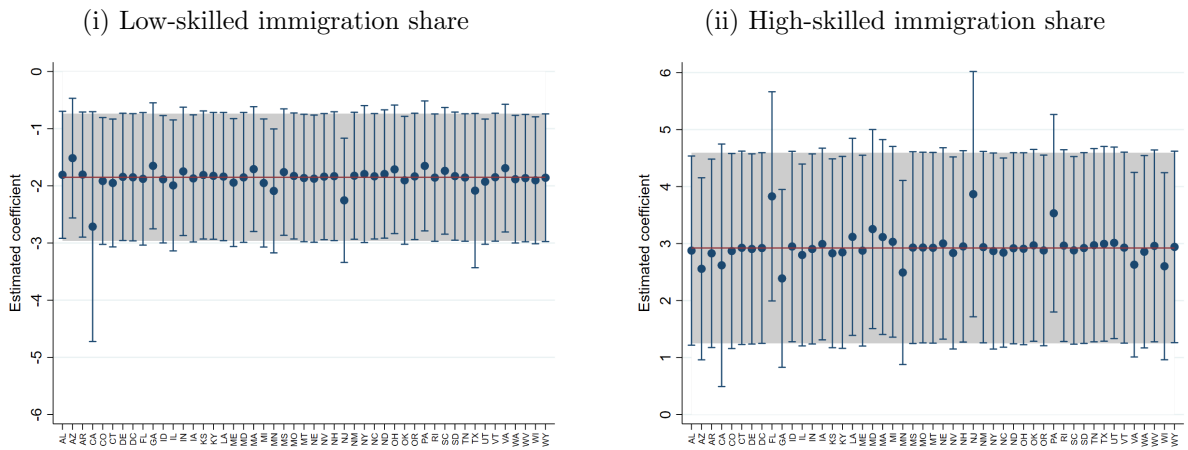 (i) Low-skilled immigration share
Estimated coefficient
0
-1
-2
-3
-4
-5
-6
AL
AZ
AR
CA
CO
CT
DE
DC
FL
GA
ID
IL
IN
IA
KS
KY
LA
ME
MD
MA
MI
MN
MS
MO
MT
NE
NV
NH
NJ
NM
NY
NC
ND
OH
OK
OR
PA
RI
SC
SD
TN
TX
UT
VT
VA
WA
WV
WI
WY
(ii) High-skilled immigration share
Estimated coefficient
6
5
4
3
2
1
0
AL
AZ
AR
CA
CO
CT
DE
DC
FL
GA
ID
IL
IN
IA
KS
KY
LA
ME
MD
MA
MI
MN
MS
MO
MT
NE
NV
NH
NJ
NM
NY
NC
ND
OH
OK
OR
PA
RI
SC
SD
TN
TX
UT
VT
VA
WA
WV
WI
WY